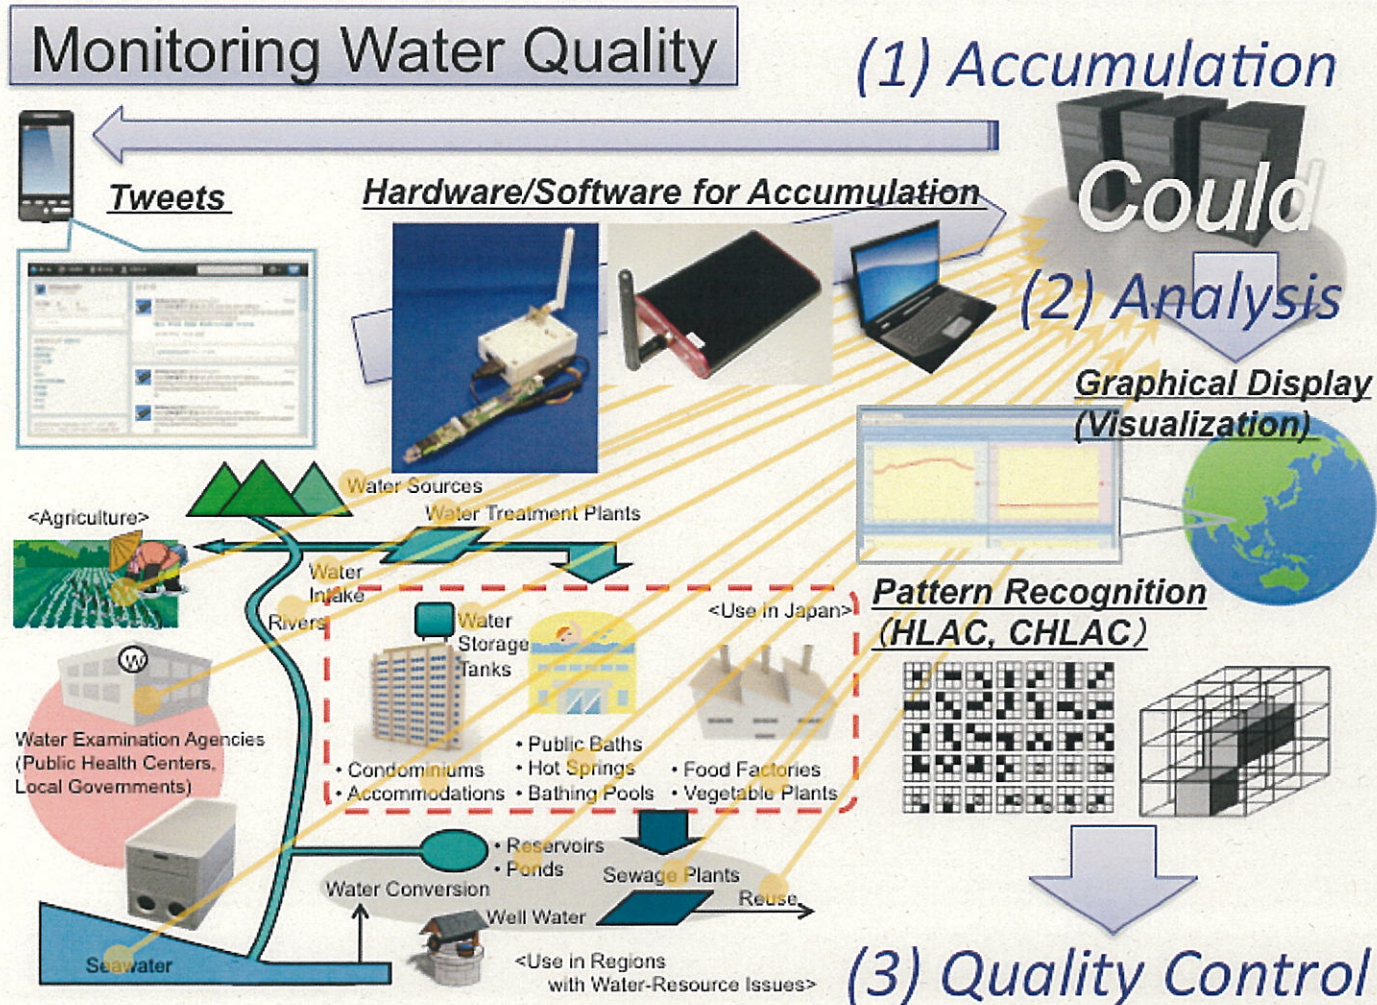 Monitoring Water Quality
(1) Accumulation
Could
Tweets
Hardware/Software for Accumulation
(2) Analysis
Graphical Display
(Visualization)
Water Sources
<Agriculture>
Water Treatment Plants
Water
Intake
Rivers
Water
Storage
Tanks
<Use in Japan>
Pattern Recognition
(HLAC, CHLAC)
W
Water Examination Agencies
(Public Health Centers,
Local Governments)
• Condominiums
• Accommodations
• Public Baths
• Hot Springs
• Bathing Pools
• Food Factories
• Vegetable Plants
• Reservoirs
• Ponds
Water Conversion
Sewage Plants
Reuse
Well Water
Seawater
<Use in Regions
with Water-Resource Issues>
(3) Quality Control